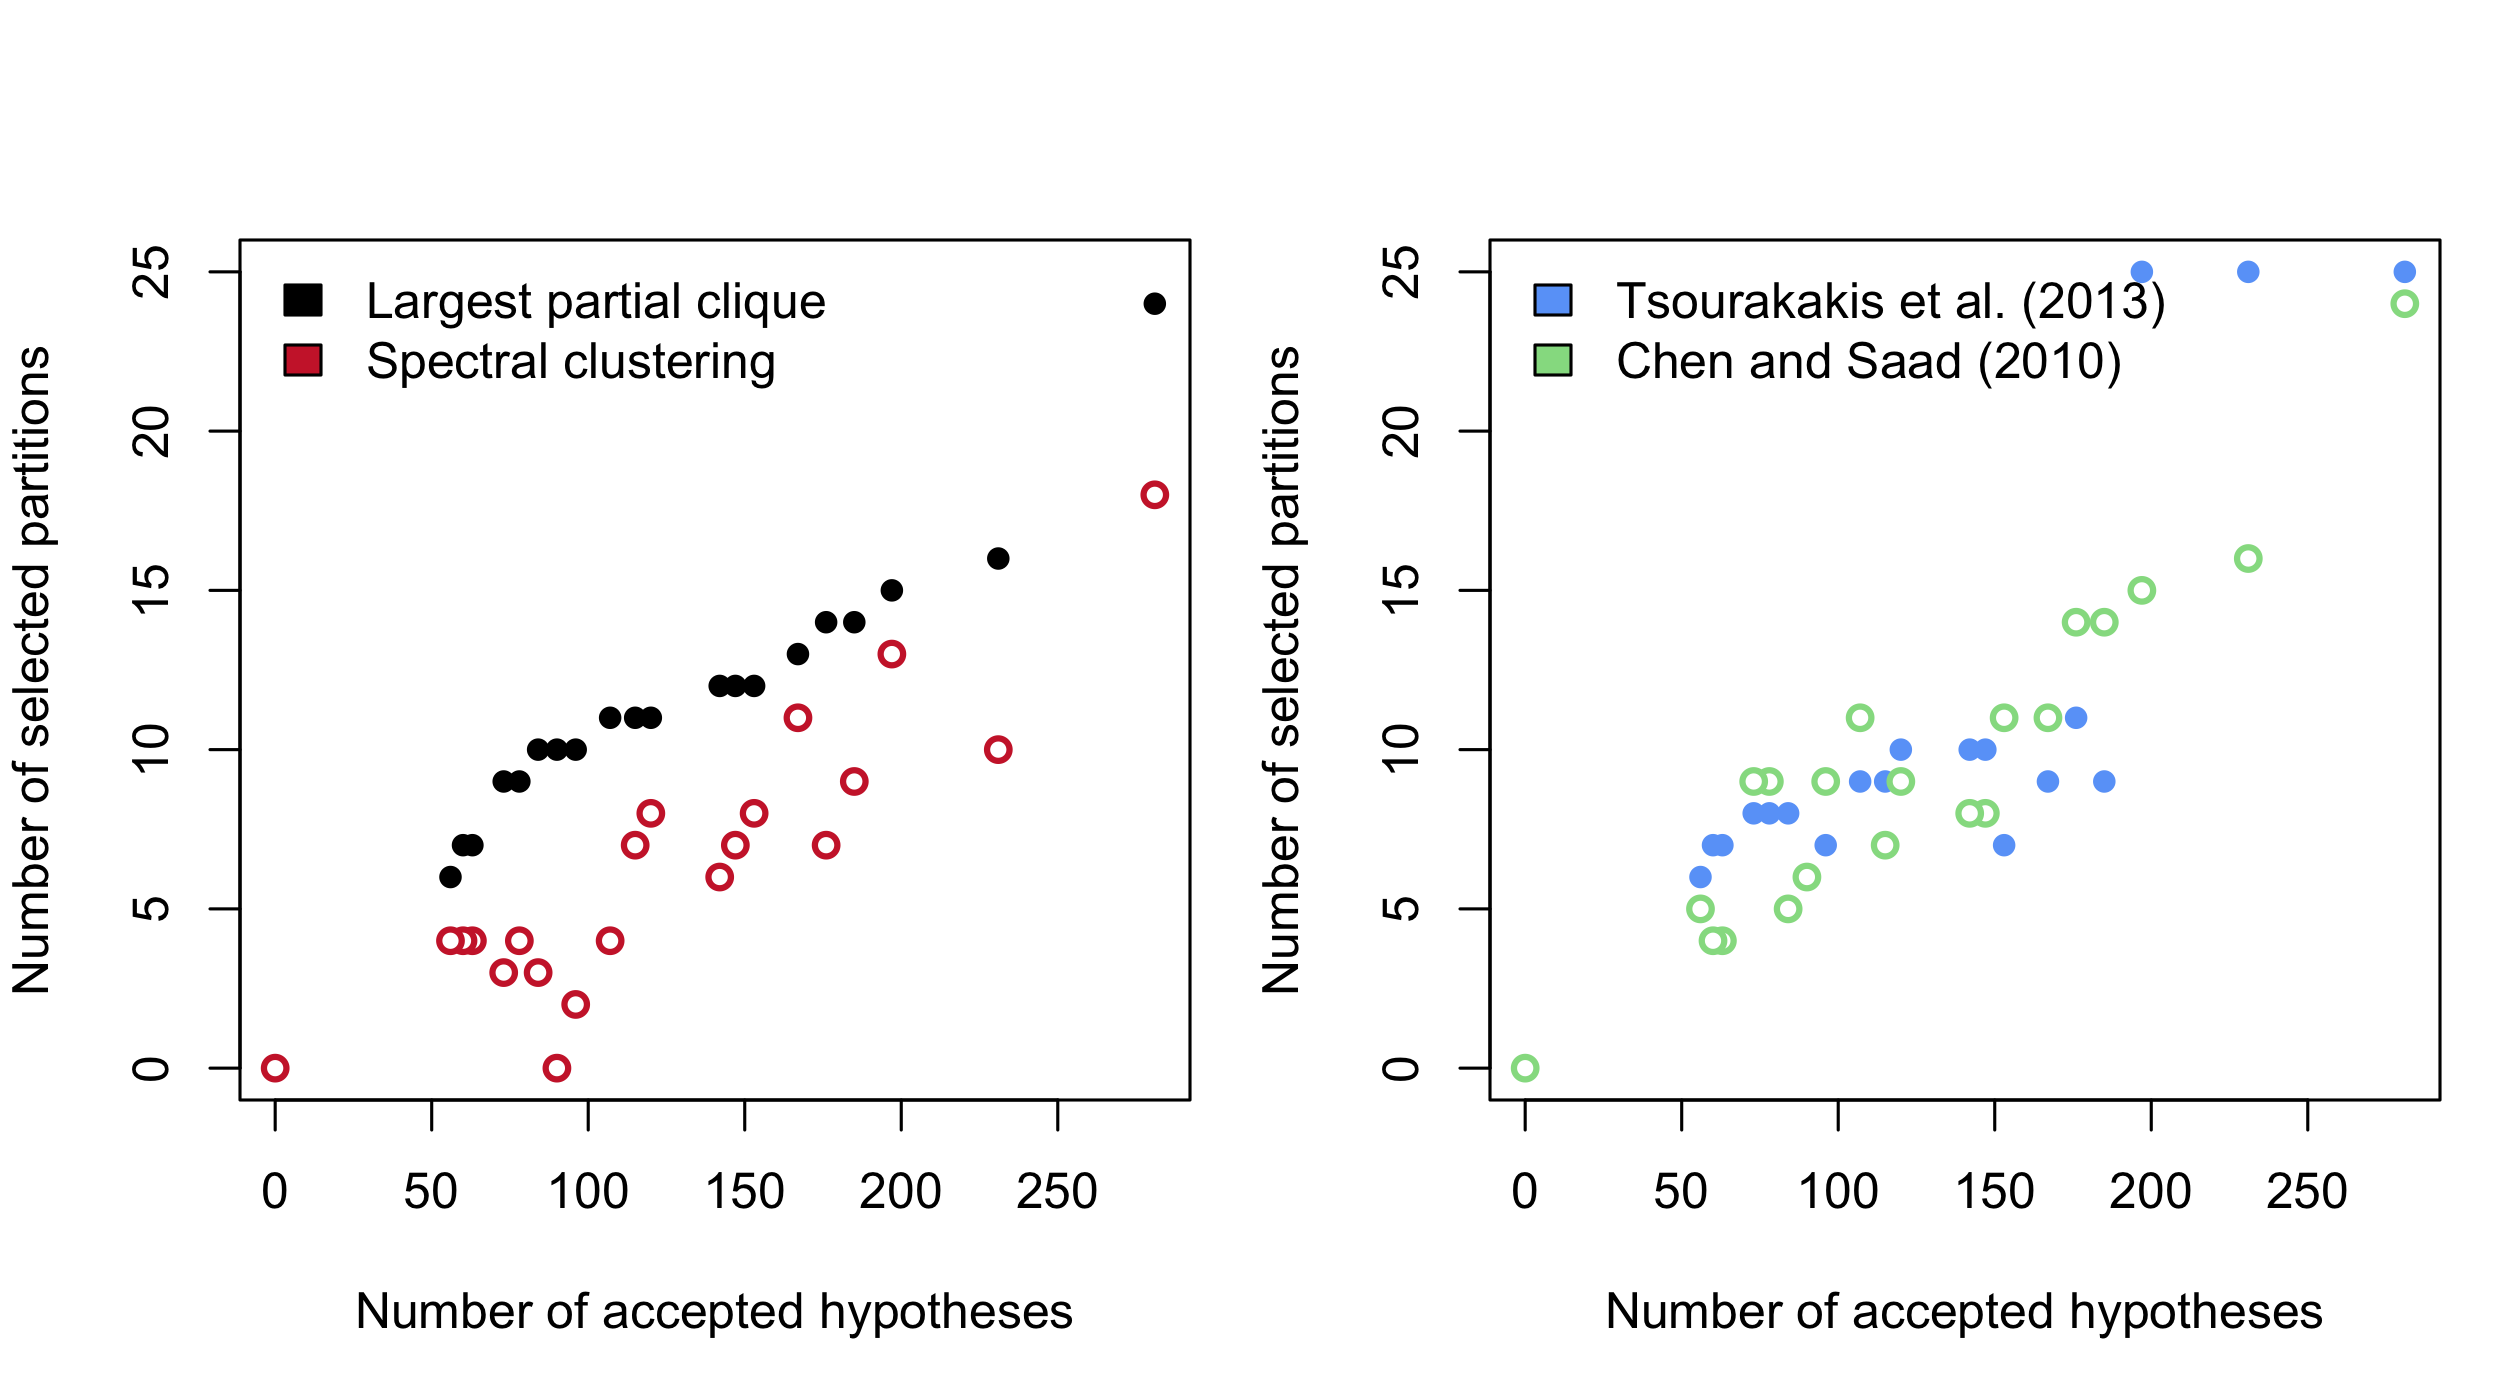 Number of selected partitions
25
20
15
10
5
0
Largest partial clique
Spectral clustering
0 50 100 150 200 250
Number of accepted hypotheses
Number of selected partitions
25
20
15
10
5
0
Tsourakakis et al. (2013)
Chen and Saad (2010)
0 50 100 150 200 250
Number of accepted hypotheses